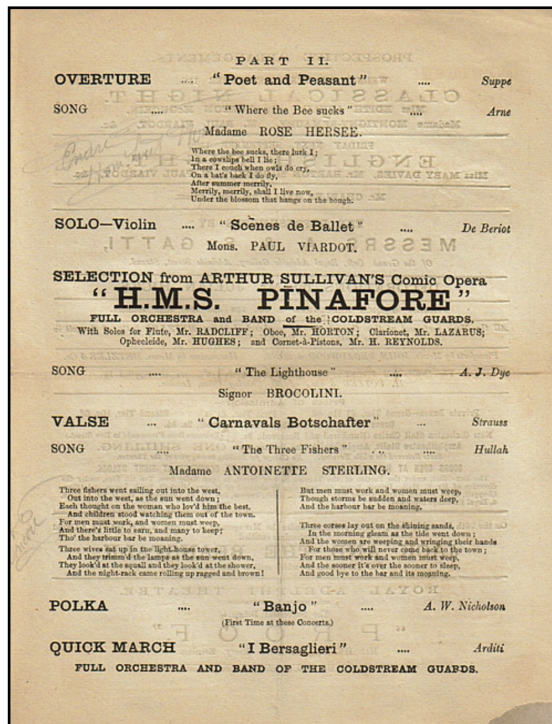 PART II.
OVERTURE .... "Poet and Peasant" .... Suppe
SONG .... "Where the Bee sucks" .... Arne
Madame ROSE HERSEE.
Where the bee sucks, there lurk I;
In a cowslips bell I lie;
There I couch when owls do cry,
On a bat's back I do fly,
After summer merrily,
Merrily, merrily, shall I live now,
Under the blossom that hangs on the bough.
SOLO—Violin .... "Scènes de Ballet" .... De Beriot
Mons. PAUL VIARDOT.
SELECTION from ARTHUR SULLIVAN'S Comic Opera
"H.M.S. PINAFORE"
FULL ORCHESTRA and BAND of the COLDSTREAM GUARDS.
With Solos for Flute, Mr. RADCLIFF; Oboe, Mr. HORTON; Clarionet, Mr. LAZARUS;
Ophecleide, Mr. HUGHES; and Cornet-à-Pistons, Mr. H. REYNOLDS.
SONG .... "The Lighthouse" .... A. J. Dye
Signor BROCOLINI.
VALSE .... "Carnavals Botschafter" .... Strauss
SONG .... "The Three Fishers" .... Hullah
Madame ANTOINETTE STERLING.
Three fishers went sailing out into the west,
Out into the west, as the sun went down;
Each thought on the woman who lov'd him the best,
And children stood watching them out of the town.
For men must work, and women must weep,
And there's little to earn, and many to keep;
Tho' the harbour bar be moaning.
Three wives sat up in the light-house tower,
And they trimm'd the lamps as the sun went down,
They look'd at the squall and they look'd at the shower,
And the night-rack came rolling up ragged and brown!
But men must work and women must weep,
Though storms be sudden and waters deep,
And the harbour bar be moaning.
Three corses lay out on the shining sands,
In the morning gleam as the tide went down;
And the women are weeping and wringing their hands
For those who will never come back to the town;
For men must work and women must weep,
And the sooner it's over the sooner to sleep,
And good bye to the bar and its moaning.
POLKA .... "Banjo" .... A. W. Nicholson
(First Time at these Concerts.)
QUICK MARCH "I Bersaglieri" .... Arditi
FULL ORCHESTRA AND BAND OF THE COLDSTREAM GUARDS.